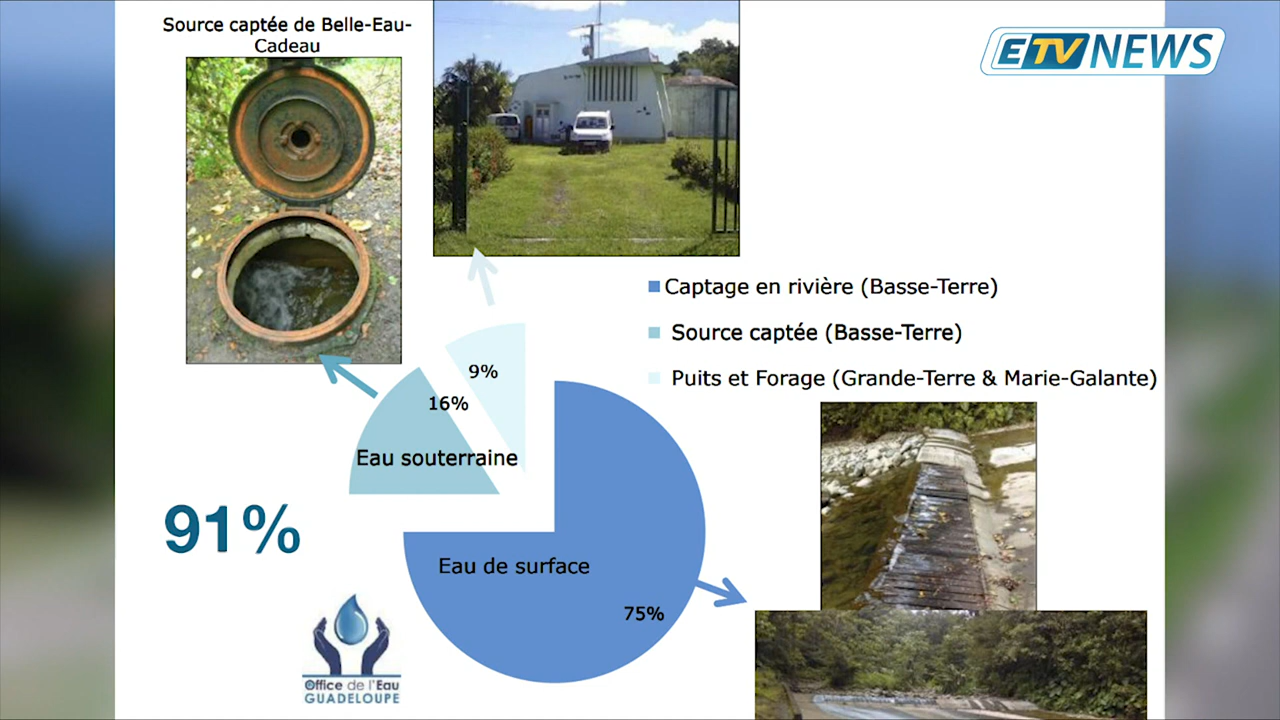 Source captée de Belle-Eau-
Cadeau
ETV NEWS
Captage en rivière (Basse-Terre)
Source captée (Basse-Terre)
Puits et Forage (Grande-Terre & Marie-Galante)
9%
16%
Eau souterraine
91%
Eau de surface
75%
Office de l'Eau
GUADELOUPE